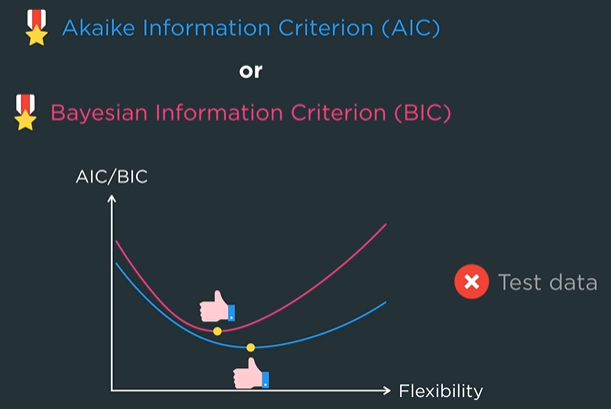 Akaike Information Criterion (AIC)
or
Bayesian Information Criterion (BIC)
AIC/BIC
Test data
Flexibility